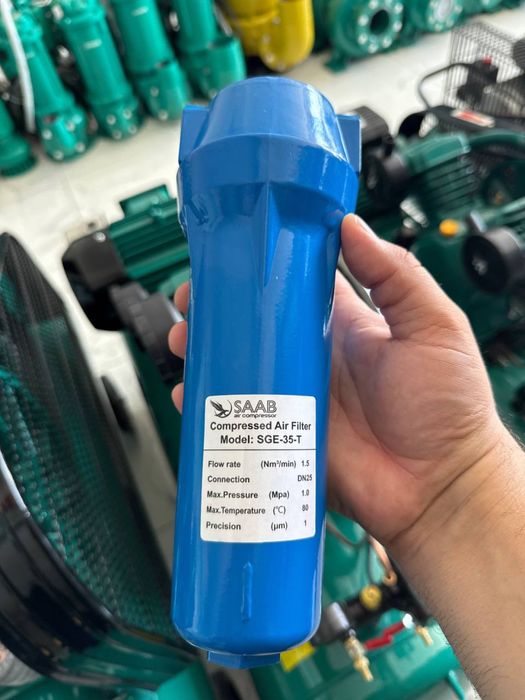 SAAB
air compressor
Compressed Air Filter
Model: SGE-35-T
Flow rate (Nm³/min) 1.5
Connection DN25
Max.Pressure (Mpa) 1.0
Max.Temperature (℃) 80
Precision (μm) 1